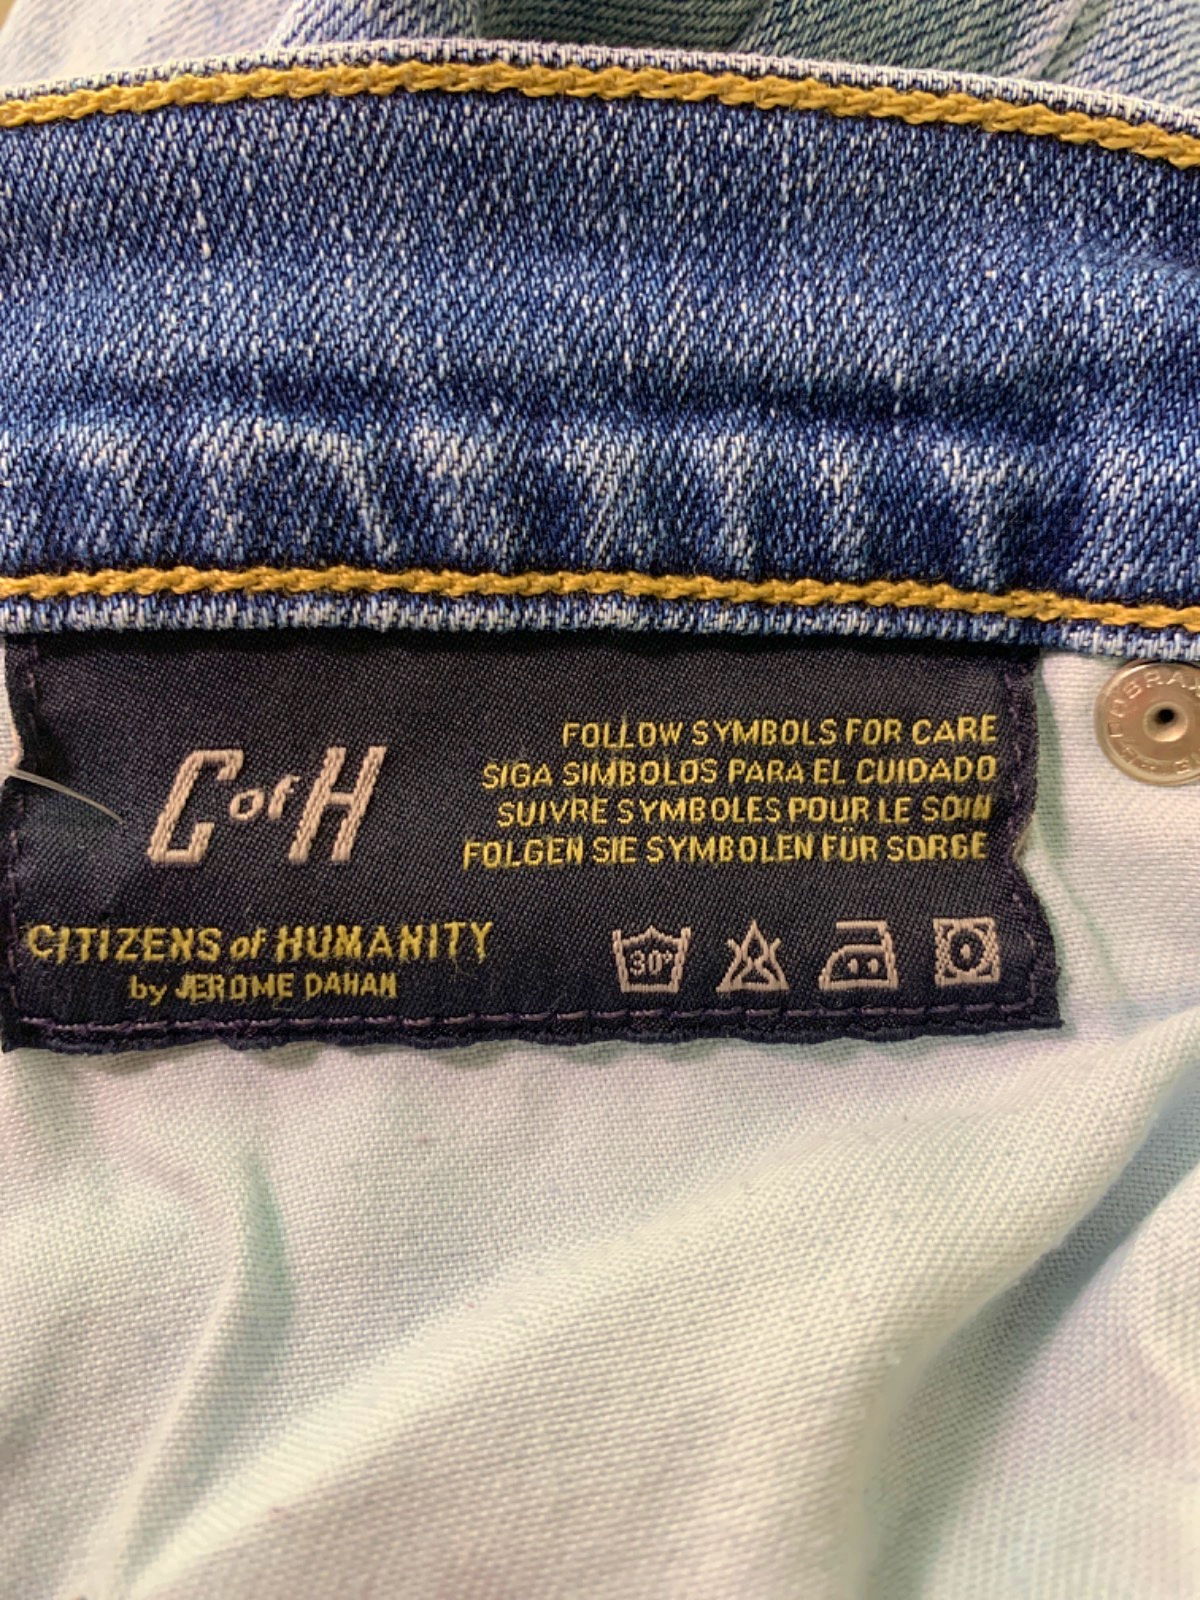 C of H
FOLLOW SYMBOLS FOR CARE
SIGA SIMBOLOS PARA EL CUIDADO
SUIVRE SYMBOLES POUR LE SOIN
FOLGEN SIE SYMBOLEN FÜR SORGE
CITIZENS of HUMANITY
by JEROME DAHAN
30°